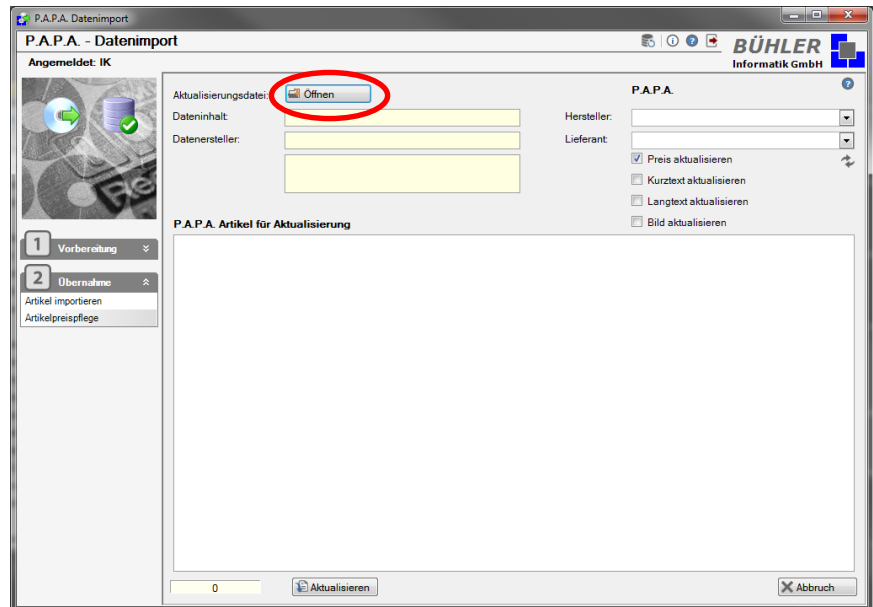 P.A.P.A. Datenimport
P.A.P.A. - Datenimport
BÜHLER
Informatik GmbH
Angemeldet: IK
Aktualisierungsdatei:
Öffnen
P.A.P.A.
Dateninhalt:
Hersteller:
Datenersteller:
Lieferant:
Preis aktualisieren
Kurztext aktualisieren
Langtext aktualisieren
Bild aktualisieren
P.A.P.A. Artikel für Aktualisierung
1 Vorbereitung
2 Übernahme
Artikel importieren
Artikelpreispflege
0
Aktualisieren
Abbruch